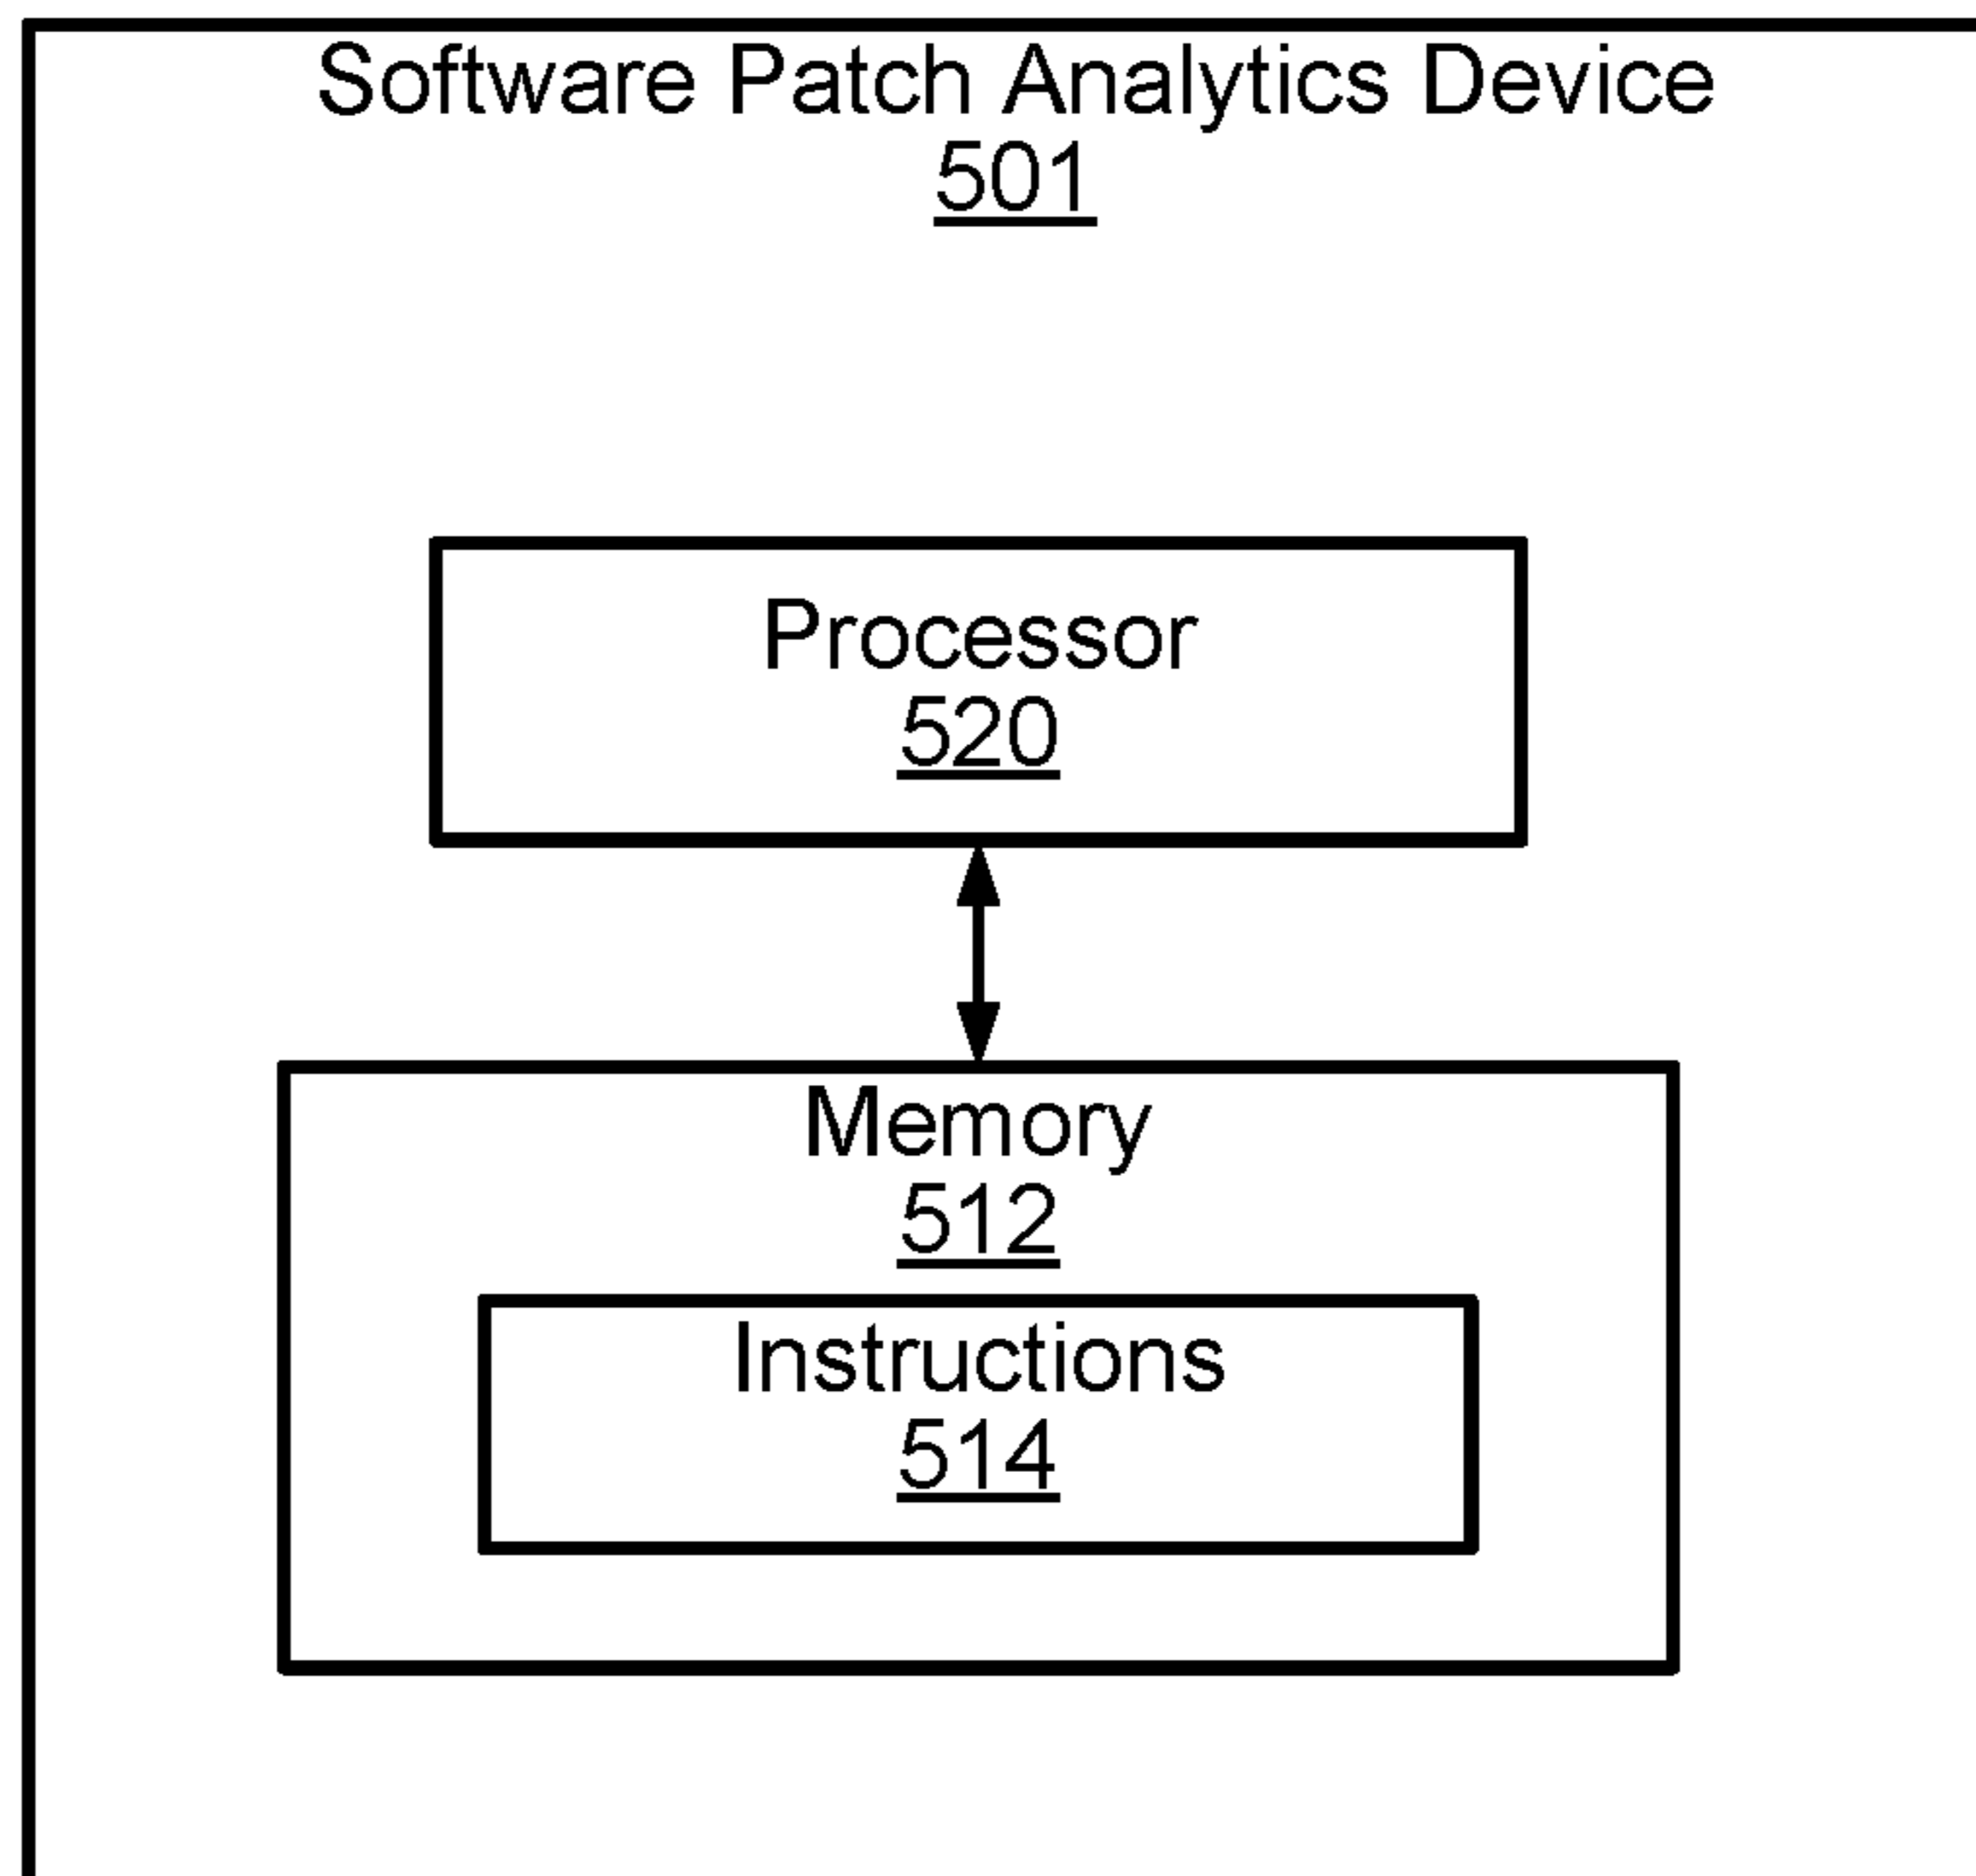 Software Patch Analytics Device
501
Processor
520
Memory
512
Instructions
514